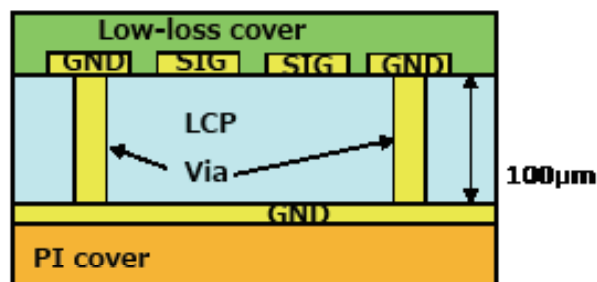 Low-loss cover
GND SIG SIG GND
LCP
Via
100μm
GND
PI cover